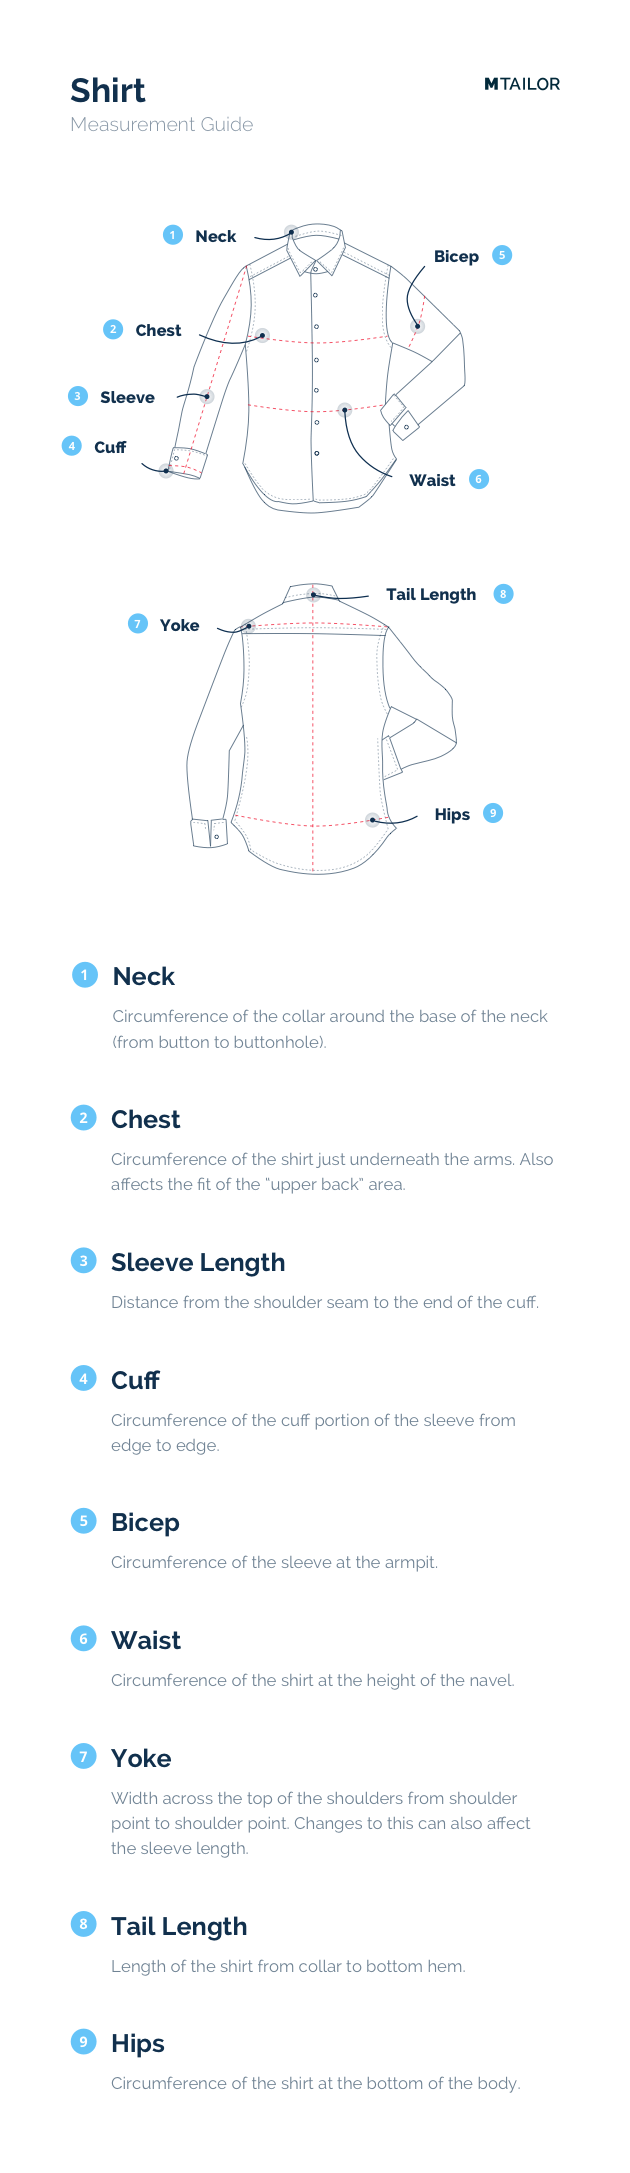 Shirt
MTAILOR
Measurement Guide
1 Neck
Bicep 5
2 Chest
3 Sleeve
4 Cuff
Waist 6
Tail Length 8
7 Yoke
Hips 9
1 Neck
Circumference of the collar around the base of the neck
(from button to buttonhole).
2 Chest
Circumference of the shirt just underneath the arms. Also
affects the fit of the "upper back" area.
3 Sleeve Length
Distance from the shoulder seam to the end of the cuff.
4 Cuff
Circumference of the cuff portion of the sleeve from
edge to edge.
5 Bicep
Circumference of the sleeve at the armpit.
6 Waist
Circumference of the shirt at the height of the navel.
7 Yoke
Width across the top of the shoulders from shoulder
point to shoulder point. Changes to this can also affect
the sleeve length.
8 Tail Length
Length of the shirt from collar to bottom hem.
9 Hips
Circumference of the shirt at the bottom of the body.